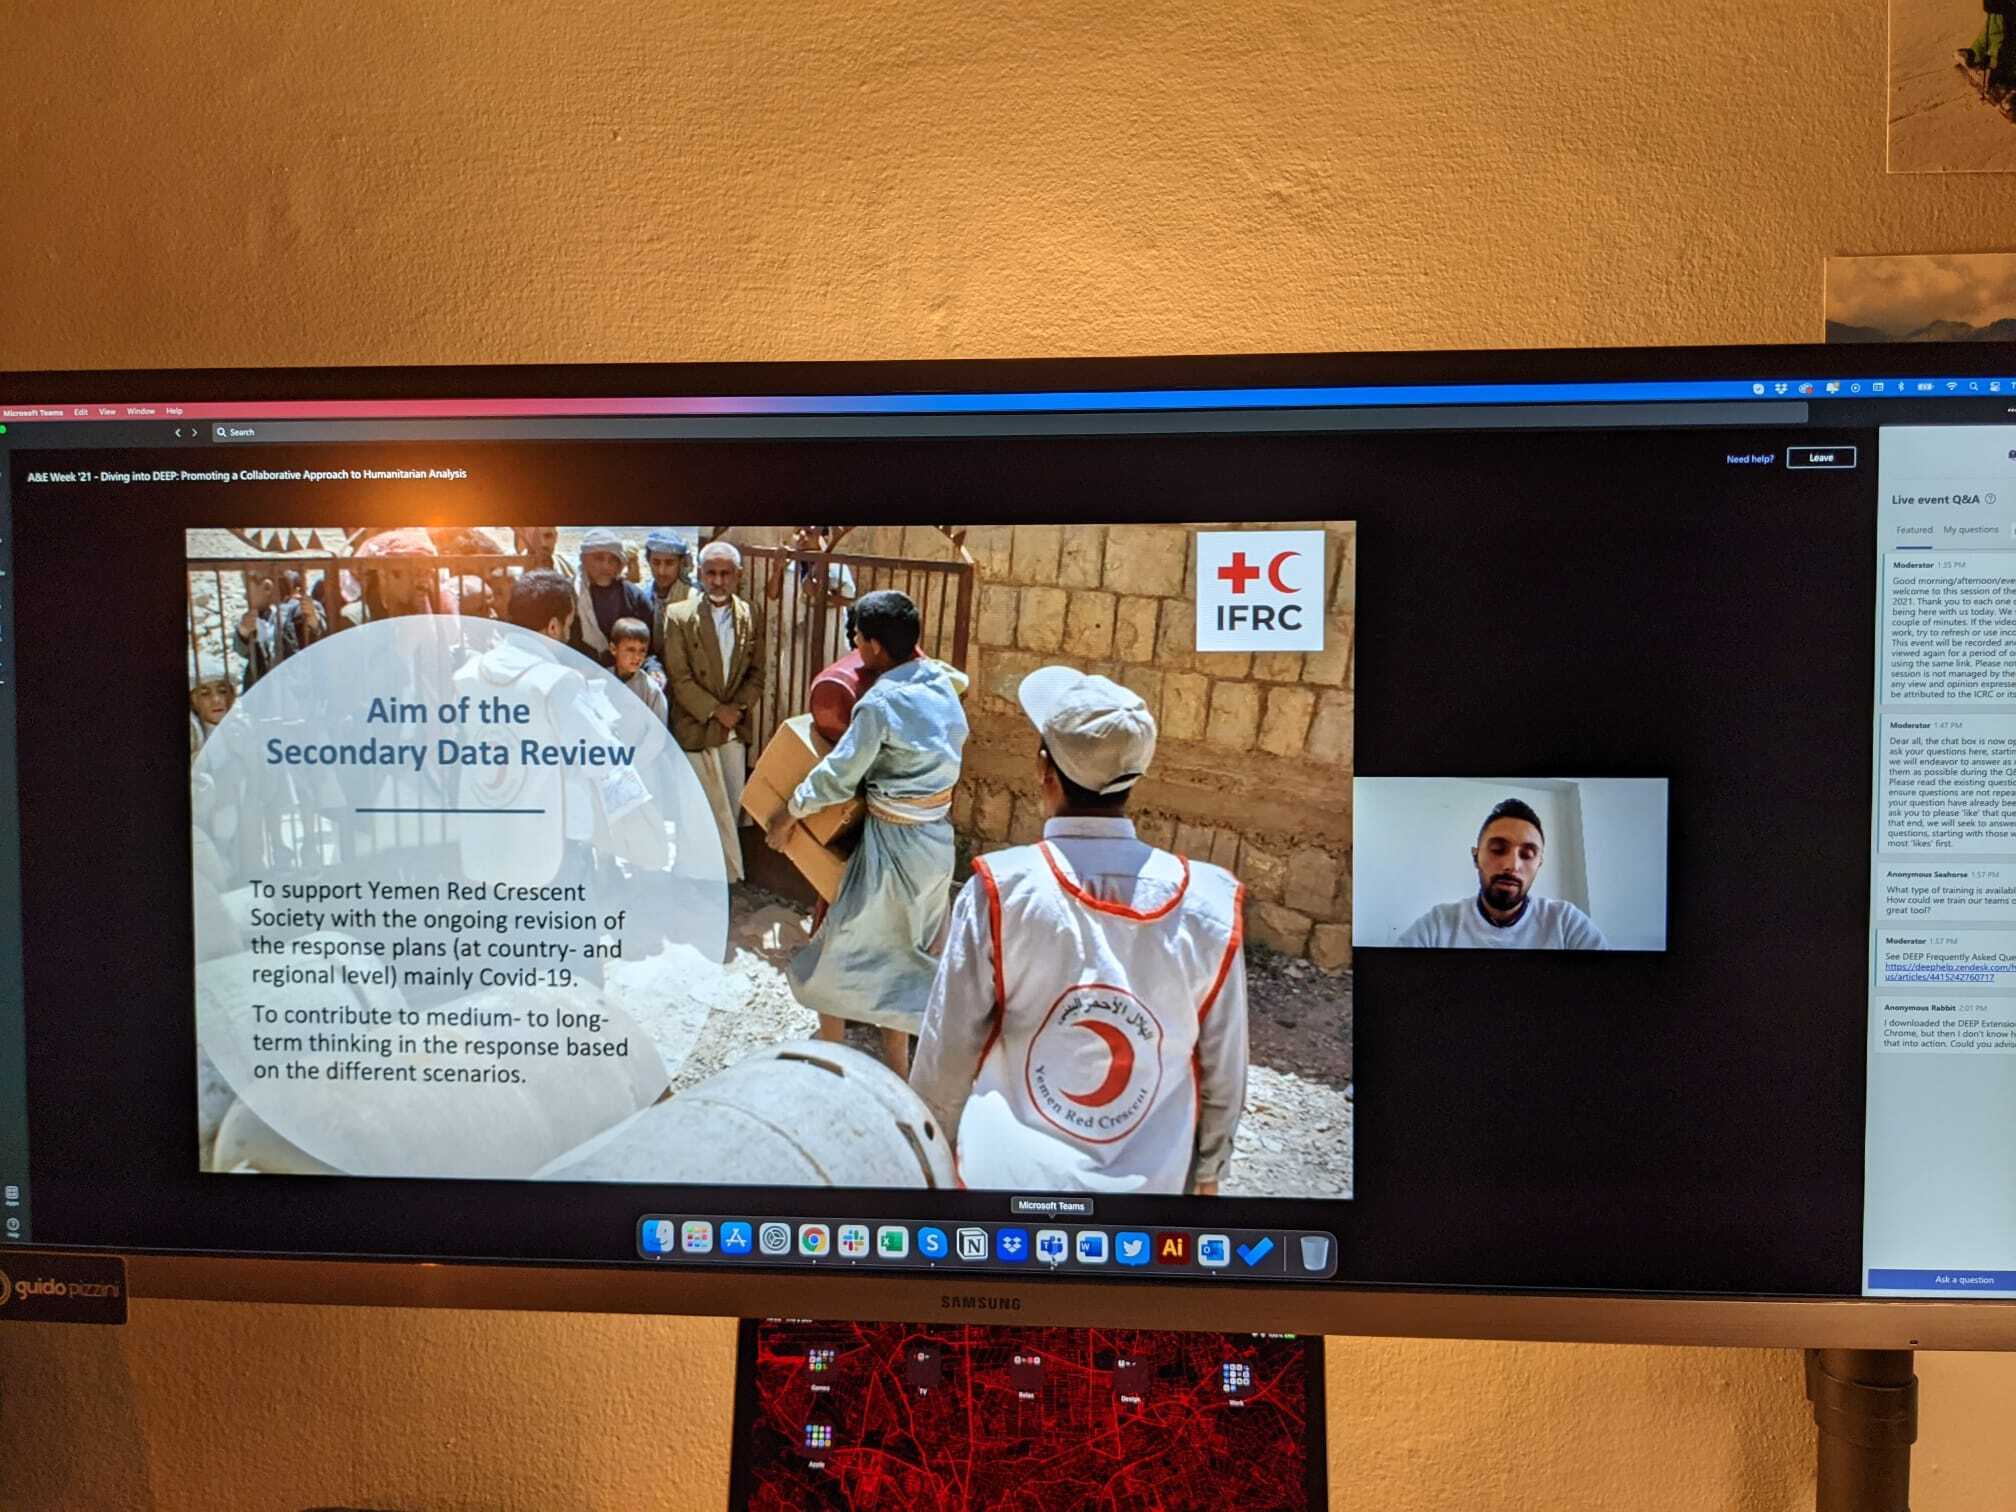 Microsoft Teams Edit View Window Help
Search
A&E Week '21 - Diving into DEEP: Promoting a Collaborative Approach to Humanitarian Analysis
Need help?
Leave
IFRC
Aim of the
Secondary Data Review
To support Yemen Red Crescent
Society with the ongoing revision of
the response plans (at country- and
regional level) mainly Covid-19.
To contribute to medium- to long-
term thinking in the response based
on the different scenarios.
الهلال الأحمر اليمني
Yemen Red Crescent
Live event Q&A
Featured My questions
Moderator 1:35 PM
Good morning/afternoon/eve
welcome to this session of the
2021. Thank you to each one o
being here with us today. We
couple of minutes. If the video
work, try to refresh or use inco
This event will be recorded an
viewed again for a period of o
using the same link. Please not
session is not managed by the
any view and opinion expresse
be attributed to the ICRC or its
Moderator 1:47 PM
Dear all, the chat box is now op
ask your questions here, startin
we will endeavor to answer as
them as possible during the Q&
Please read the existing questio
ensure questions are not repea
your question have already bee
ask you to please 'like' that que
that end, we will seek to answe
questions, starting with those w
most 'likes' first.
Anonymous Seahorse 1:57 PM
What type of training is availabl
How could we train our teams o
great tool?
Moderator 1:57 PM
See DEEP Frequently Asked Que
https://deephelp.zendesk.com/h
us/articles/4415242760717
Anonymous Rabbit 2:01 PM
I downloaded the DEEP Extensio
Chrome, but then I don't know h
that into action. Could you advis
Ask a question
Apps
Help
Microsoft Teams
S
N
W
Ai
guido pizzini
SAMSUNG
Games TV Relax Design Work
Apple